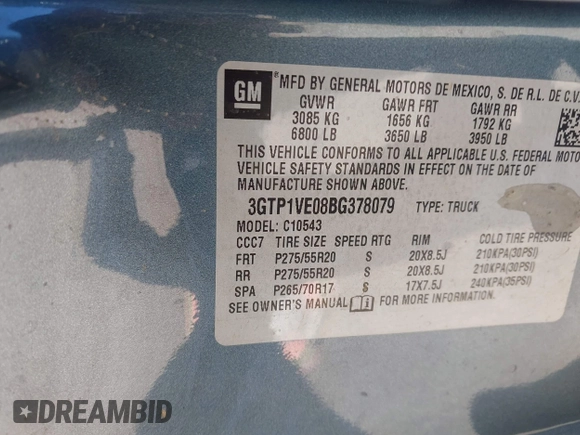 GM ® MFD BY GENERAL MOTORS DE MEXICO, S. DE R.L. DE C.V.
GVWR GAWR FRT GAWR RR
3085 KG 1656 KG 1792 KG
6800 LB 3650 LB 3950 LB
THIS VEHICLE CONFORMS TO ALL APPLICABLE U.S. FEDERAL MOTOR
VEHICLE SAFETY STANDARDS IN EFFECT ON THE DATE OF
MANUFACTURE SHOWN ABOVE.
3GTP1VE08BG378079 TYPE: TRUCK
MODEL: C10543
CCC7 TIRE SIZE SPEED RTG RIM COLD TIRE PRESSURE
FRT P275/55R20 S 20X8.5J 210KPA(30PSI)
RR P275/55R20 S 20X8.5J 210KPA(30PSI)
SPA P265/70R17 S 17X7.5J 240KPA(35PSI)
SEE OWNER'S MANUAL FOR MORE INFORMATION.
DREAMBID